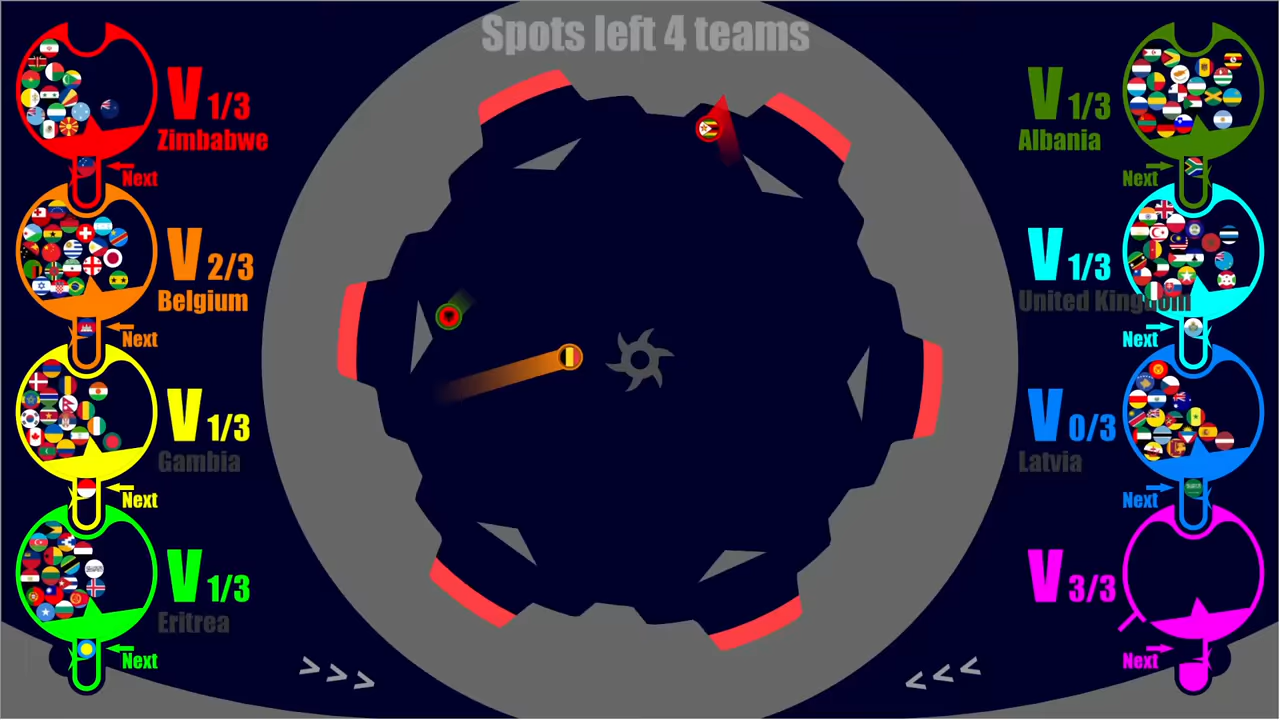 Spots left 4 teams
V 1/3
Zimbabwe
Next
V 2/3
Belgium
Next
V 1/3
Gambia
Next
V 1/3
Eritrea
Next
V 1/3
Albania
Next
V 1/3
United Kingdom
Next
V 0/3
Latvia
Next
V 3/3
Next